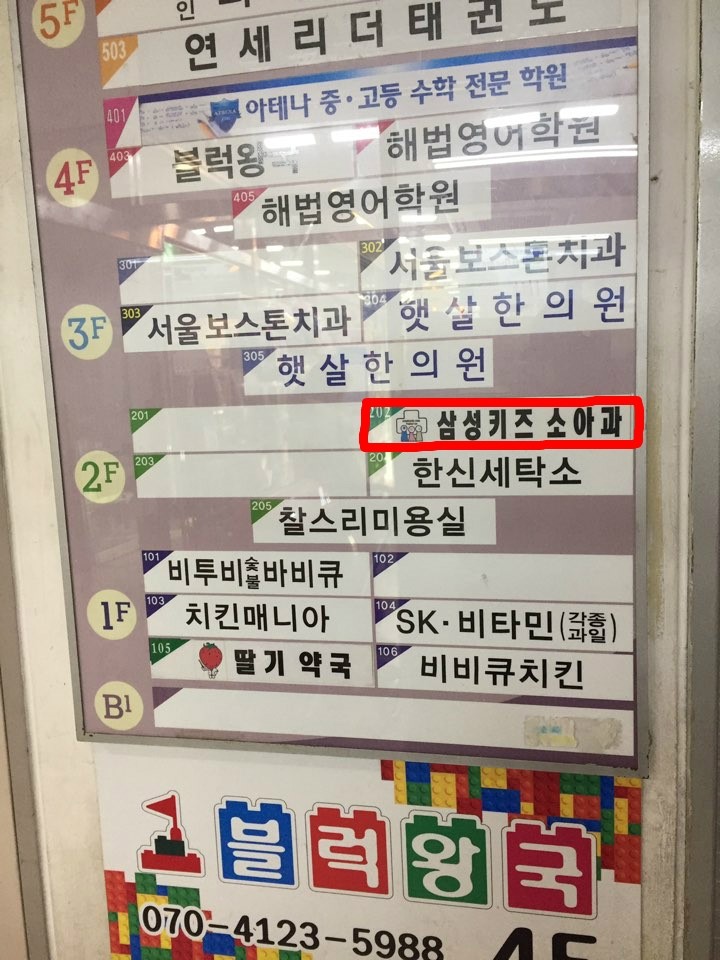 5F
인
503
연세리더태권도
401
아테나 중·고등 수학 전문 학원
4F
403
블럭왕국
해법영어학원
405
해법영어학원
301
302
서울보스톤치과
3F
303
서울보스톤치과
304
햇살한의원
305
햇살한의원
201
202
삼성키즈 소아과
2F
203
한신세탁소
205
찰스리미용실
101
비투비숯불바비큐
102
1F
103
치킨매니아
104
SK·비타민(각종과일)
105
딸기 약국
106
비비큐치킨
B1
블럭왕국
070-4123-5988
4F